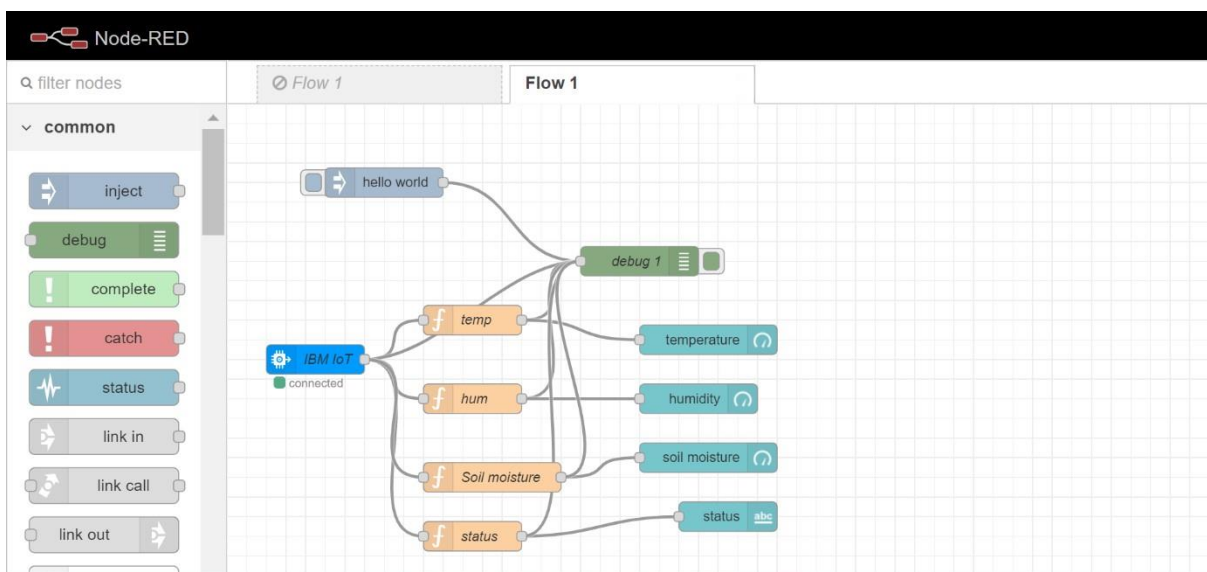 Node-RED
filter nodes
Flow 1
Flow 1
common
inject
debug
complete
catch
status
link in
link call
link out
hello world
debug 1
temp
temperature
IBM IoT
connected
hum
humidity
Soil moisture
soil moisture
status
status abc